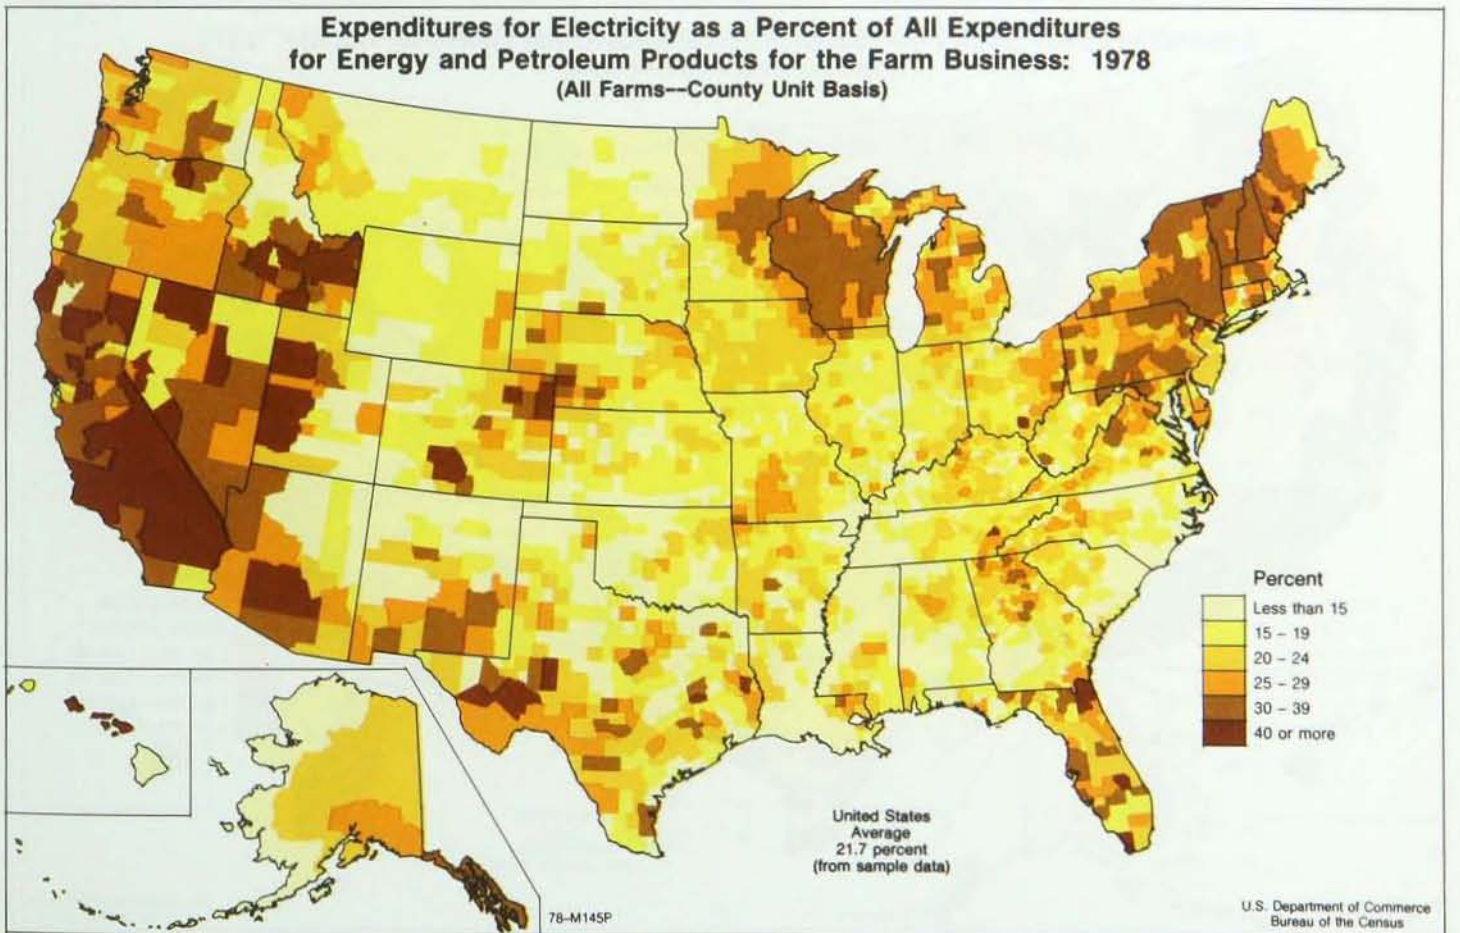 Expenditures for Electricity as a Percent of All Expenditures
for Energy and Petroleum Products for the Farm Business: 1978
(All Farms--County Unit Basis)
Percent
Less than 15
15 - 19
20 - 24
25 - 29
30 - 39
40 or more
United States
Average
21.7 percent
(from sample data)
78-M145P
U.S. Department of Commerce
Bureau of the Census